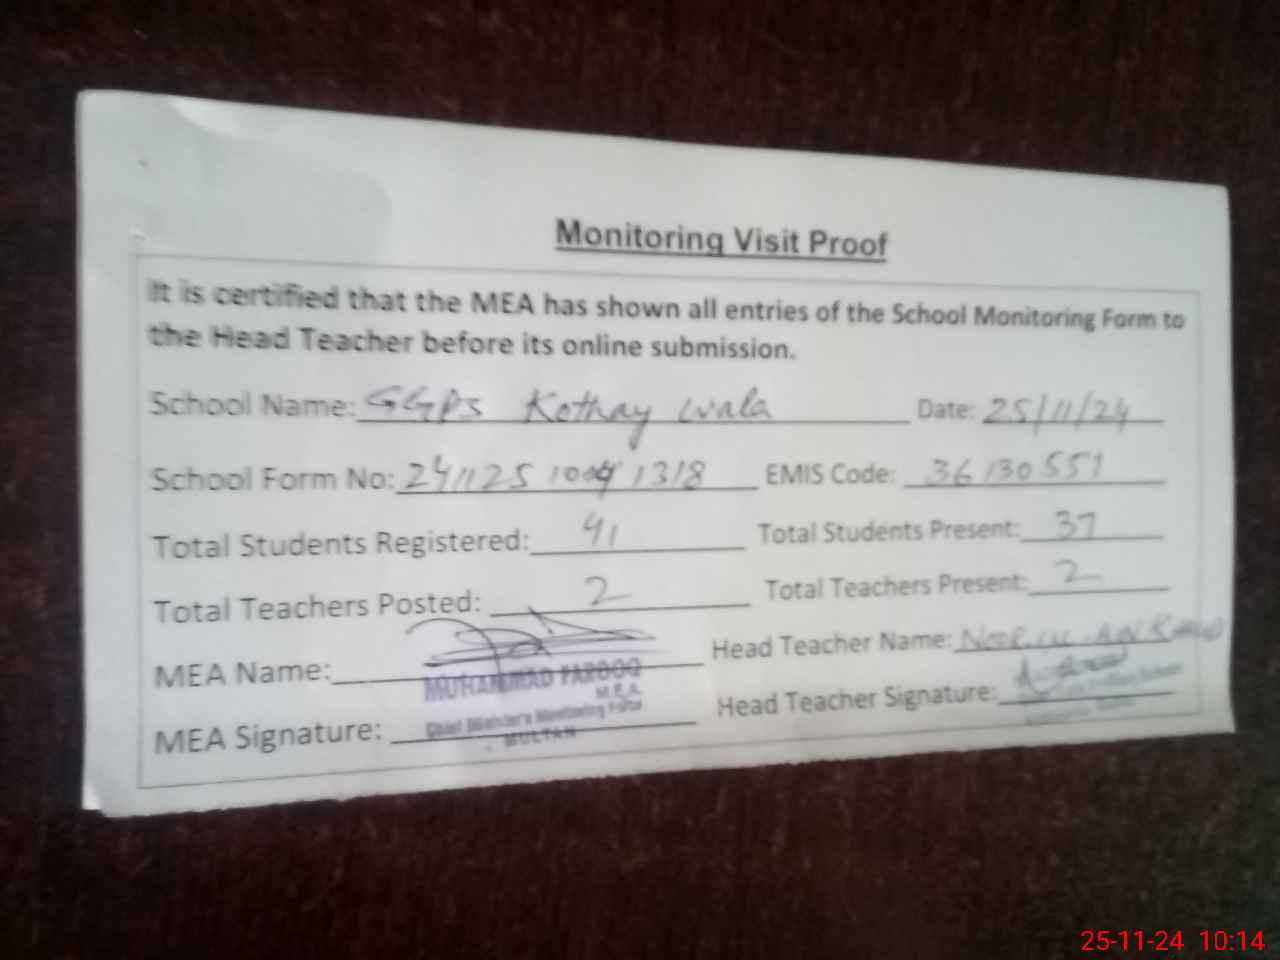 Monitoring Visit Proof
It is certified that the MEA has shown all entries of the School Monitoring Form to
the Head Teacher before its online submission.
School Name: GGPS Kothay Wala Date: 25/11/24
School Form No: 241125 1318 EMIS Code: 36130551
Total Students Registered: 41 Total Students Present: 37
Total Teachers Posted: 2 Total Teachers Present: 2
MEA Name: Head Teacher Name:
MUHAMMAD FAROOQ
M.E.A.
Chief Minister's Monitoring Force
MULTAN
MEA Signature: Head Teacher Signature:
25-11-24 10:14